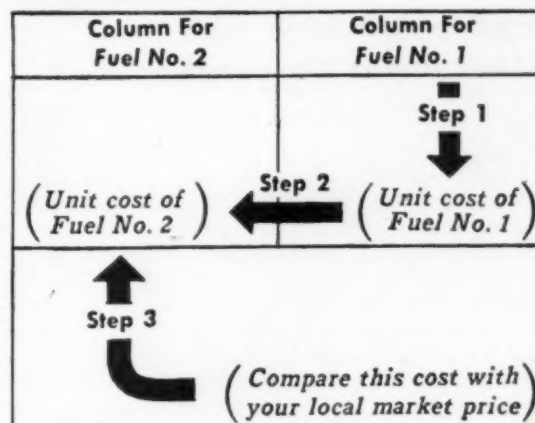 Column For
Fuel No. 2
Column For
Fuel No. 1
Step 1
Step 2
(Unit cost of
Fuel No. 2)
(Unit cost of
Fuel No. 1)
Step 3
(Compare this cost with
your local market price)